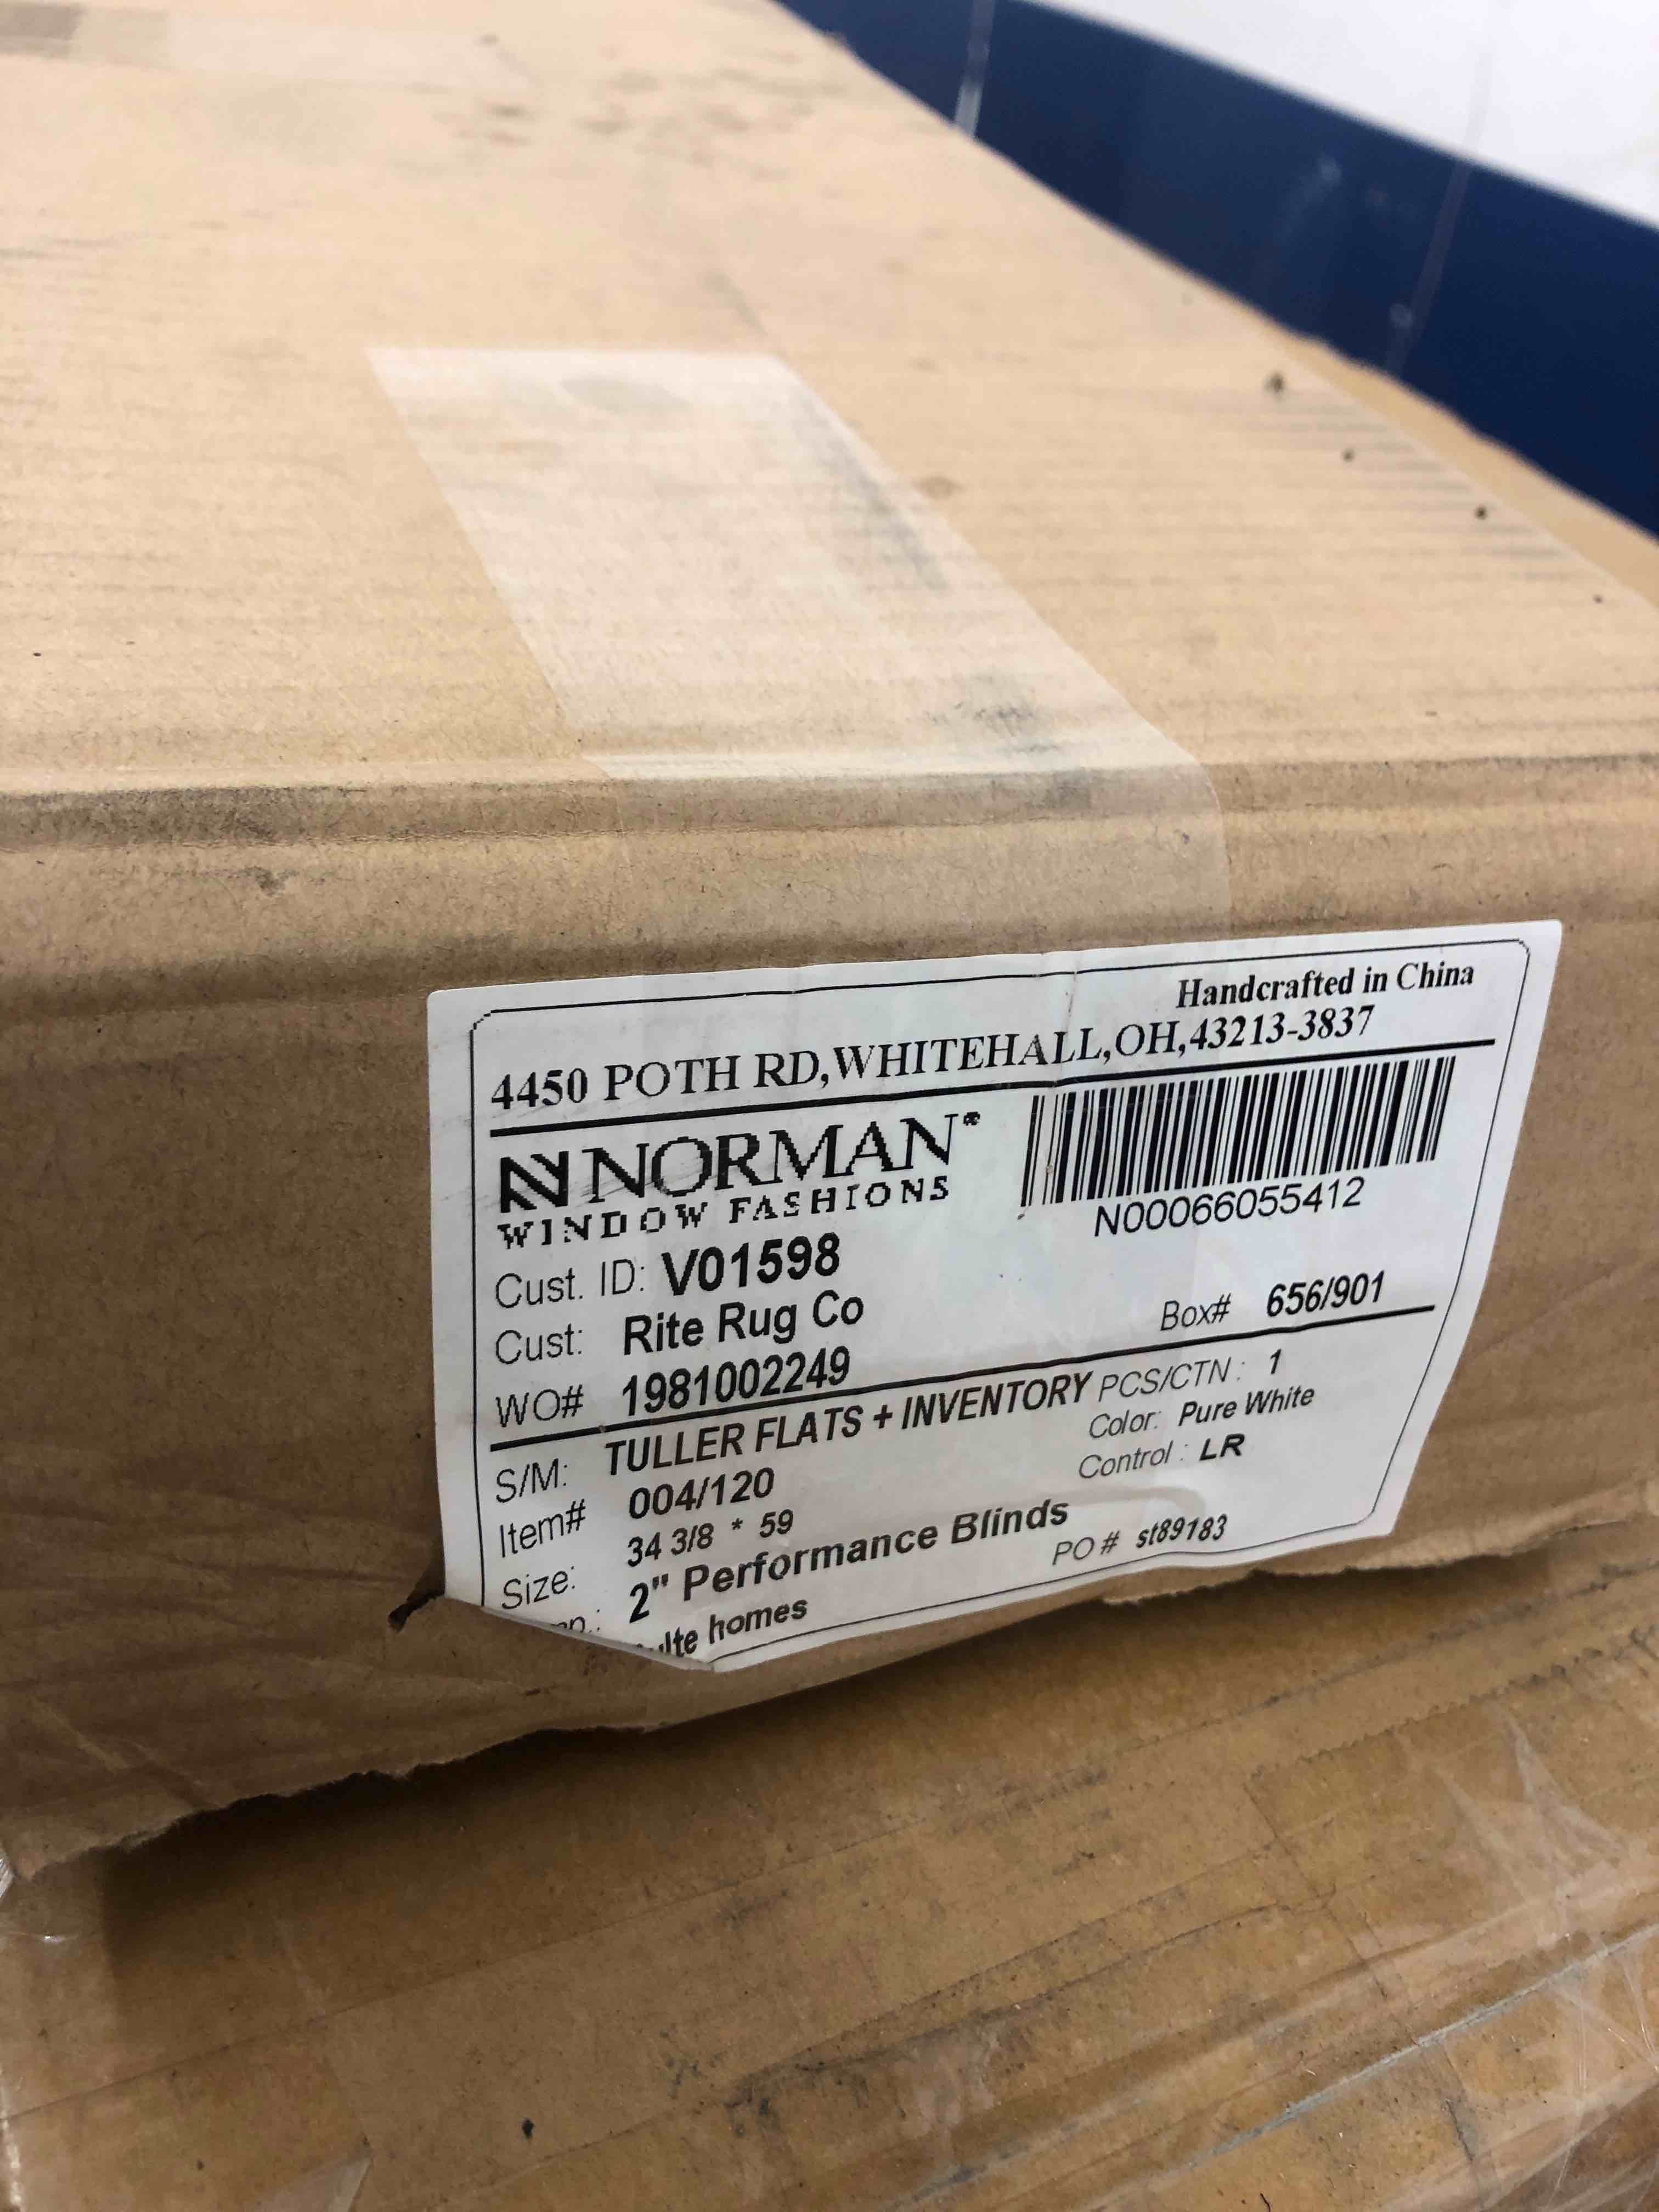 Handcrafted in China
4450 POTH RD,WHITEHALL,OH,43213-3837
NORMAN®
WINDOW FASHIONS
N00066055412
Cust. ID: V01598
Cust: Rite Rug Co
Box# 656/901
WO# 1981002249
S/M: TULLER FLATS + INVENTORY PCS/CTN : 1
Item# 004/120 Color: Pure White
Size: 34 3/8 * 59 Control : LR
2" Performance Blinds
homes PO # st89183